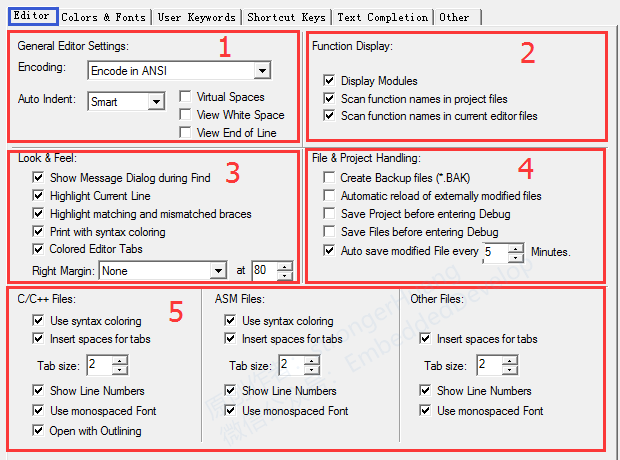 Editor Colors & Fonts User Keywords Shortcut Keys Text Completion Other
General Editor Settings:
1
Encoding: Encode in ANSI
Auto Indent: Smart
Virtual Spaces
View White Space
View End of Line
Function Display:
2
Display Modules
Scan function names in project files
Scan function names in current editor files
Look & Feel:
3
Show Message Dialog during Find
Highlight Current Line
Highlight matching and mismatched braces
Print with syntax coloring
Colored Editor Tabs
Right Margin: None at 80
File & Project Handling:
4
Create Backup files (*.BAK)
Automatic reload of externally modified files
Save Project before entering Debug
Save Files before entering Debug
Auto save modified File every 5 Minutes.
C/C++ Files:
5
Use syntax coloring
Insert spaces for tabs
Tab size: 2
Show Line Numbers
Use monospaced Font
Open with Outlining
ASM Files:
Use syntax coloring
Insert spaces for tabs
Tab size: 2
Show Line Numbers
Use monospaced Font
Other Files:
Insert spaces for tabs
Tab size: 2
Show Line Numbers
Use monospaced Font